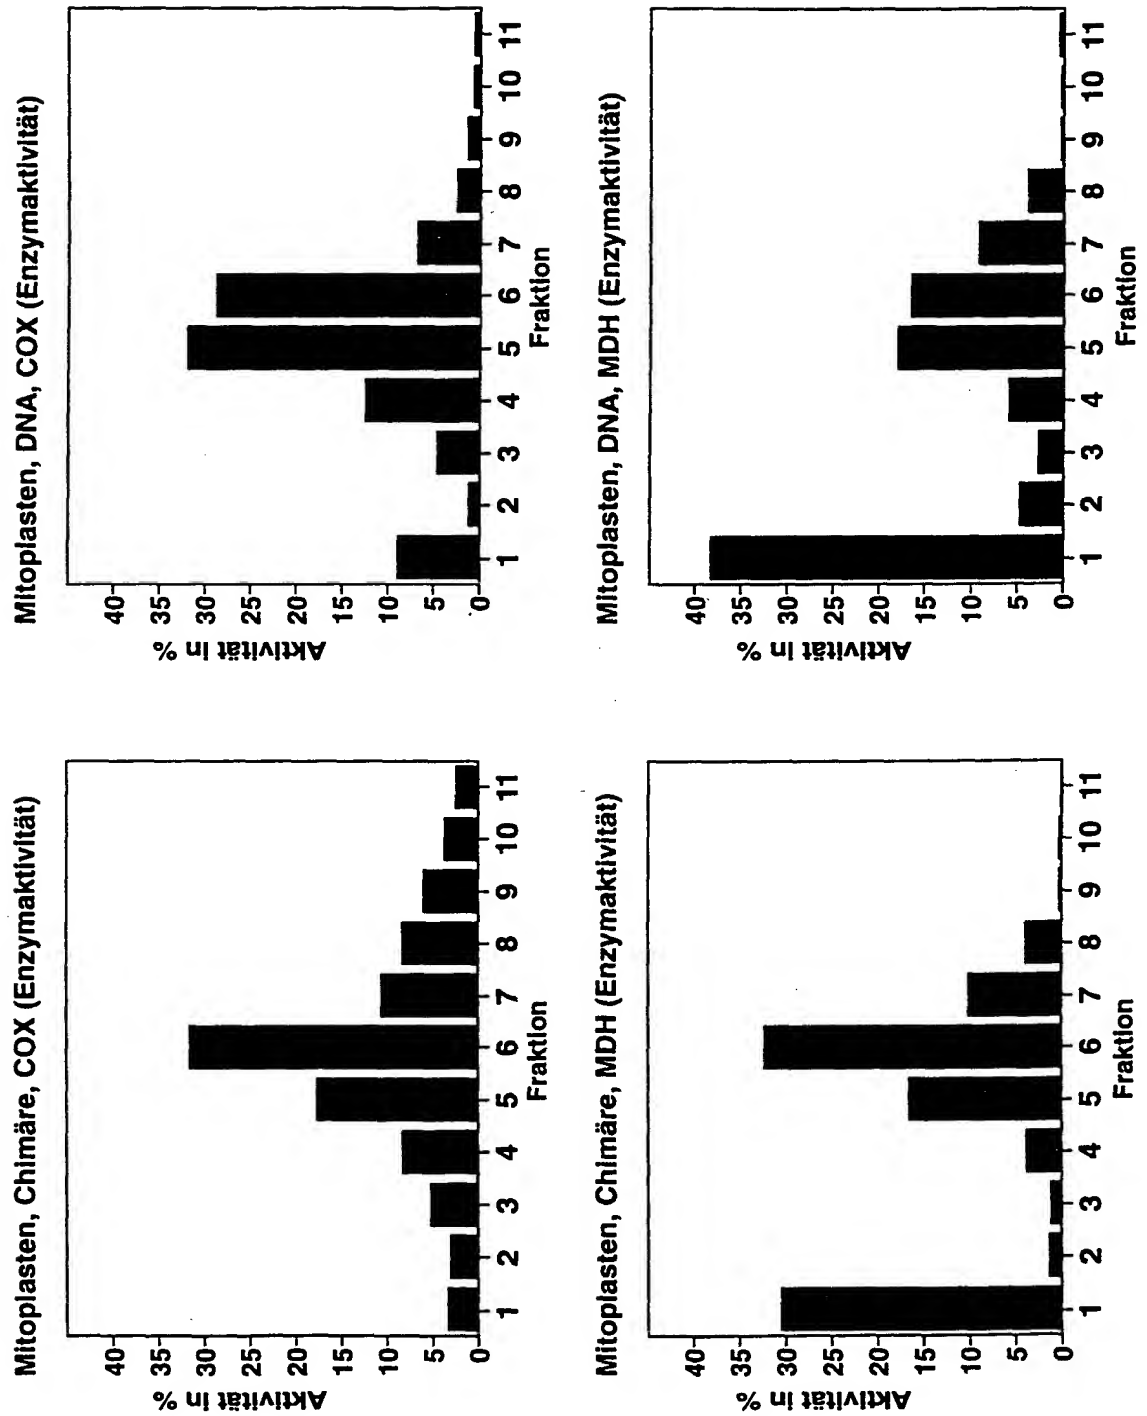 Mitoplasten, Chimäre, COX (Enzymaktivität)
Aktivität in %
40
35
30
25
20
15
10
5
0
1 2 3 4 5 6 7 8 9 10 11
Fraktion
Mitoplasten, DNA, COX (Enzymaktivität)
Aktivität in %
40
35
30
25
20
15
10
5
0
1 2 3 4 5 6 7 8 9 10 11
Fraktion
Mitoplasten, Chimäre, MDH (Enzymaktivität)
Aktivität in %
40
35
30
25
20
15
10
5
0
1 2 3 4 5 6 7 8 9 10 11
Fraktion
Mitoplasten, DNA, MDH (Enzymaktivität)
Aktivität in %
40
35
30
25
20
15
10
5
0
1 2 3 4 5 6 7 8 9 10 11
Fraktion